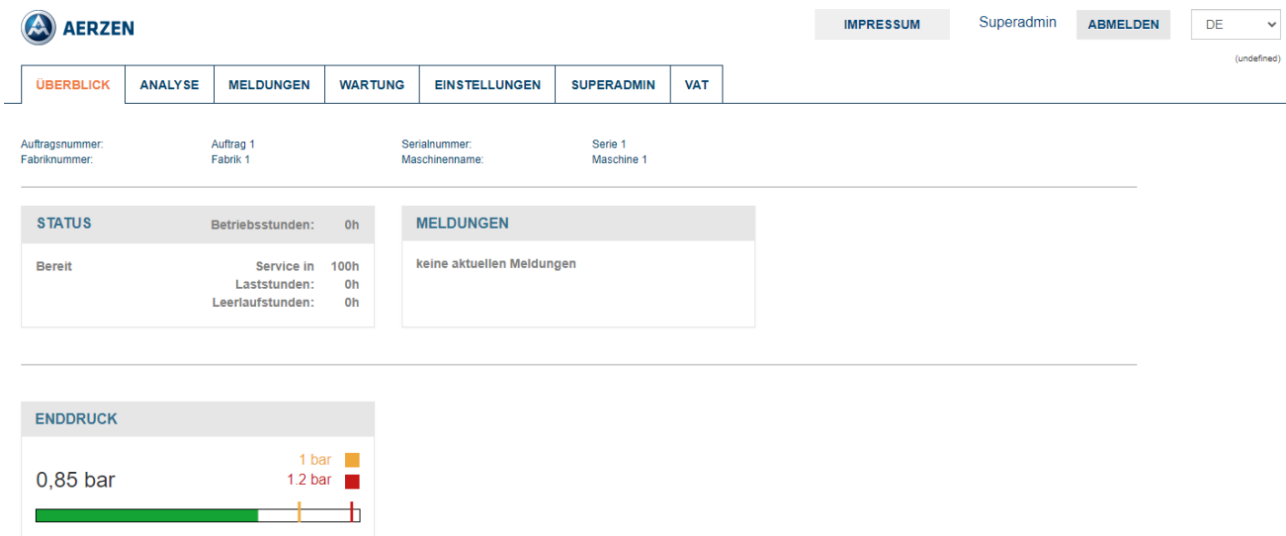 AERZEN
IMPRESSUM Superadmin ABMELDEN DE
(undefined)
ÜBERBLICK ANALYSE MELDUNGEN WARTUNG EINSTELLUNGEN SUPERADMIN VAT
Auftragsnummer: Auftrag 1 Serialnummer: Serie 1
Fabriknummer: Fabrik 1 Maschinenname: Maschine 1
STATUS Betriebsstunden: 0h
Bereit Service in 100h
Laststunden: 0h
Leerlaufstunden: 0h
MELDUNGEN
keine aktuellen Meldungen
ENDDRUCK
1 bar
0,85 bar 1.2 bar